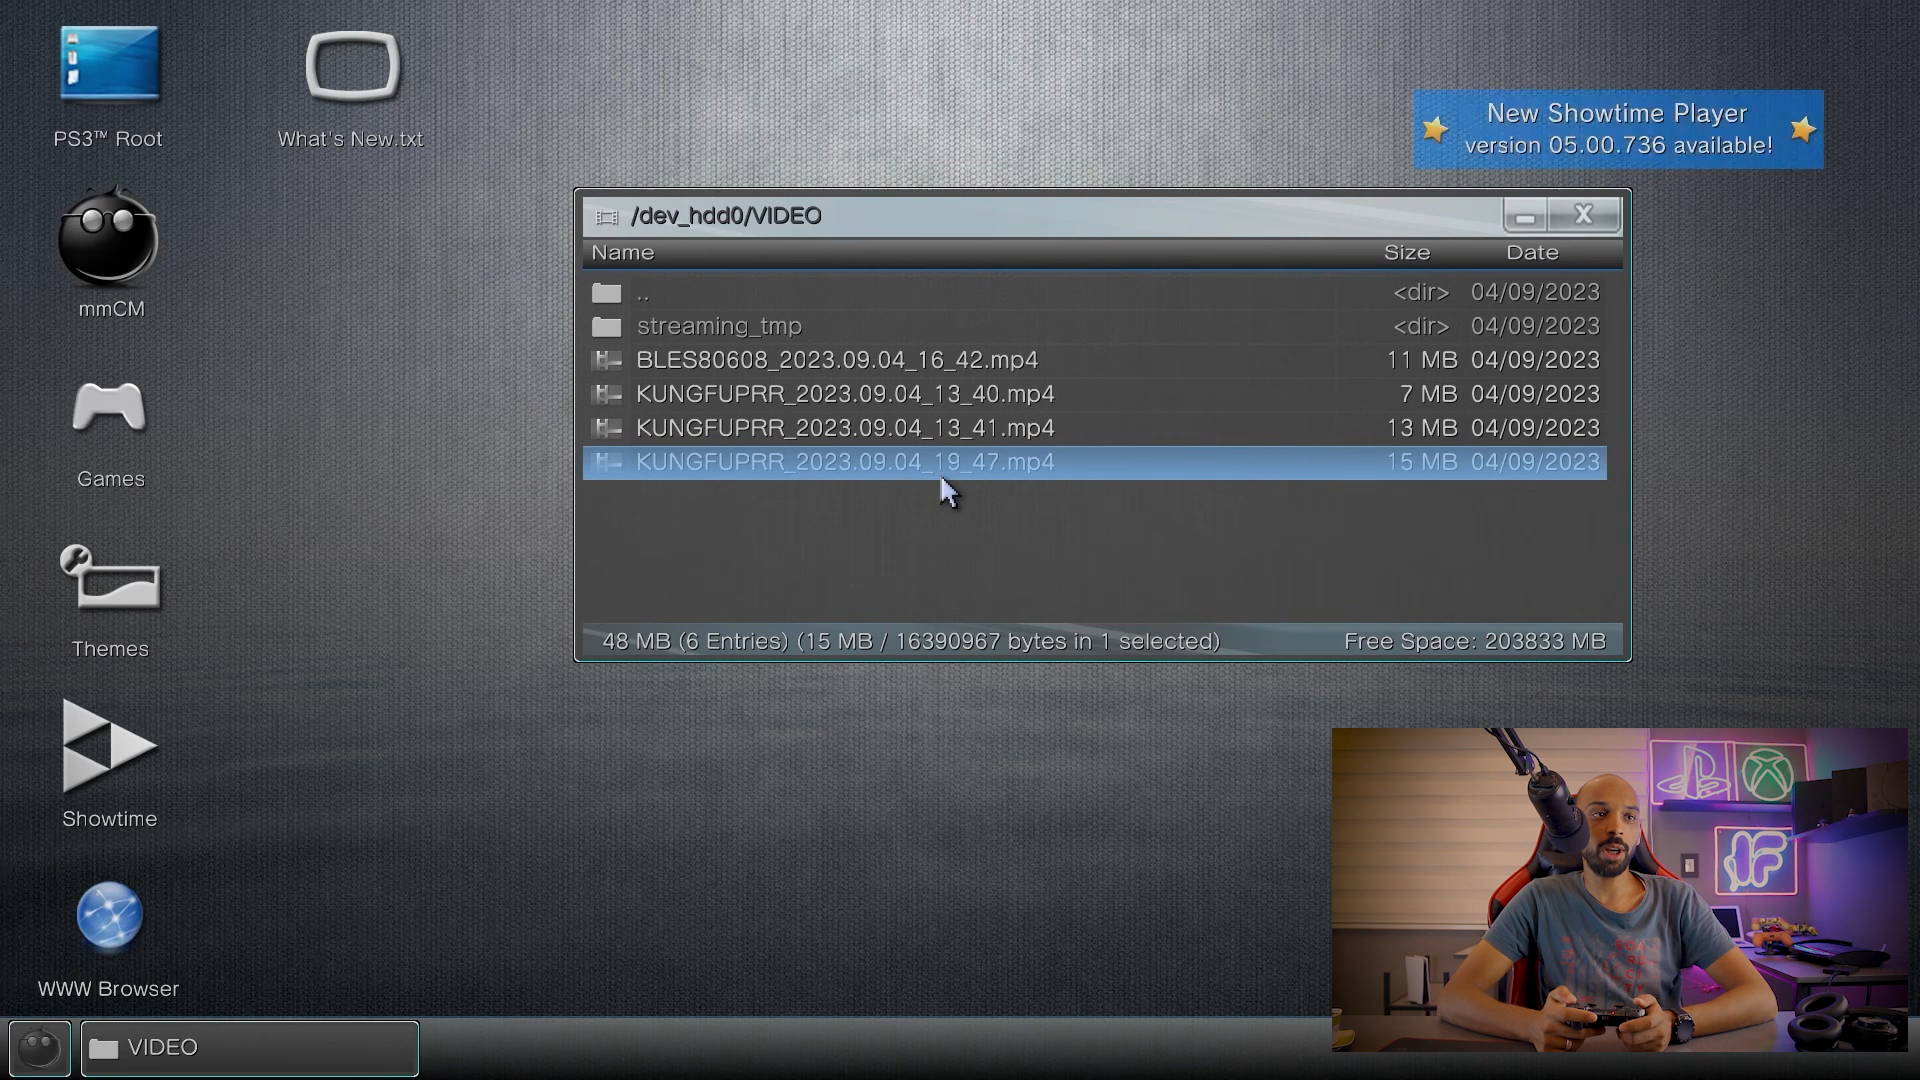 PS3™ Root
What's New.txt
mmCM
Games
Themes
Showtime
WWW Browser
New Showtime Player
version 05.00.736 available!
/dev_hdd0/VIDEO
X
Name Size Date
.. <dir> 04/09/2023
streaming_tmp <dir> 04/09/2023
BLES80608_2023.09.04_16_42.mp4 11 MB 04/09/2023
KUNGFUPRR_2023.09.04_13_40.mp4 7 MB 04/09/2023
KUNGFUPRR_2023.09.04_13_41.mp4 13 MB 04/09/2023
KUNGFUPRR_2023.09.04_19_47.mp4 15 MB 04/09/2023
48 MB (6 Entries) (15 MB / 16390967 bytes in 1 selected) Free Space: 203833 MB
VIDEO